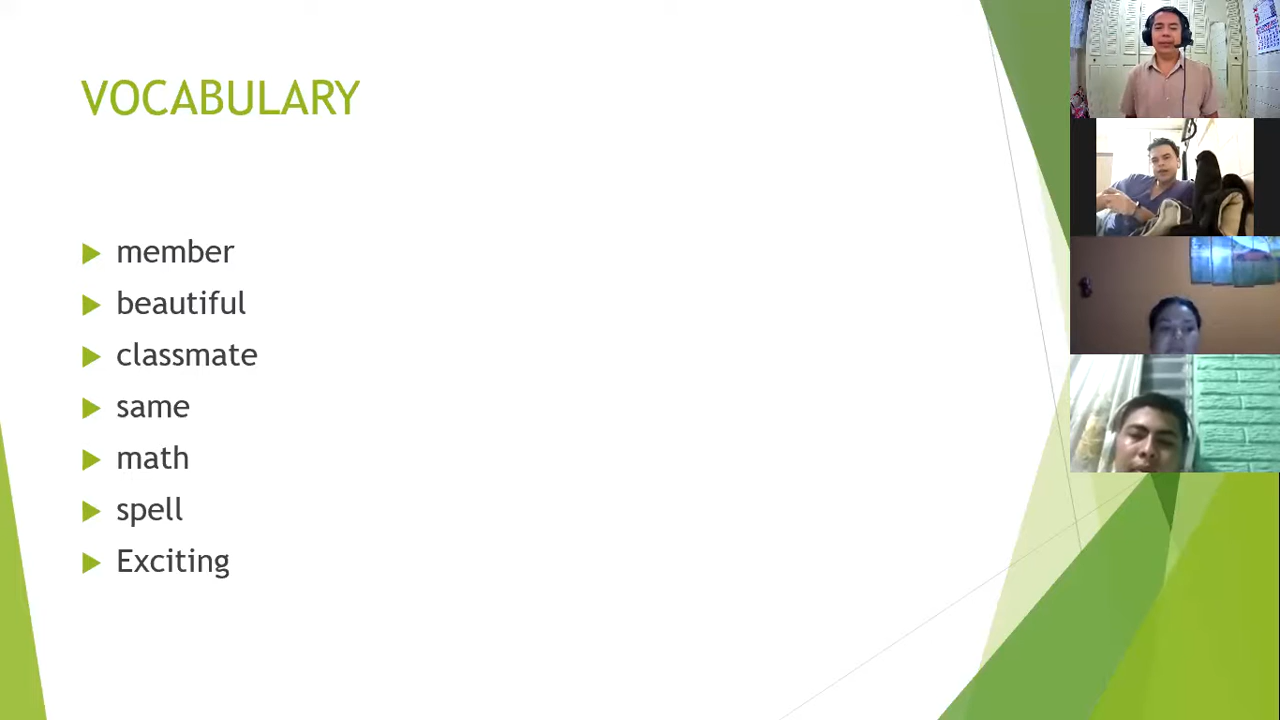 VOCABULARY
member
beautiful
classmate
same
math
spell
Exciting